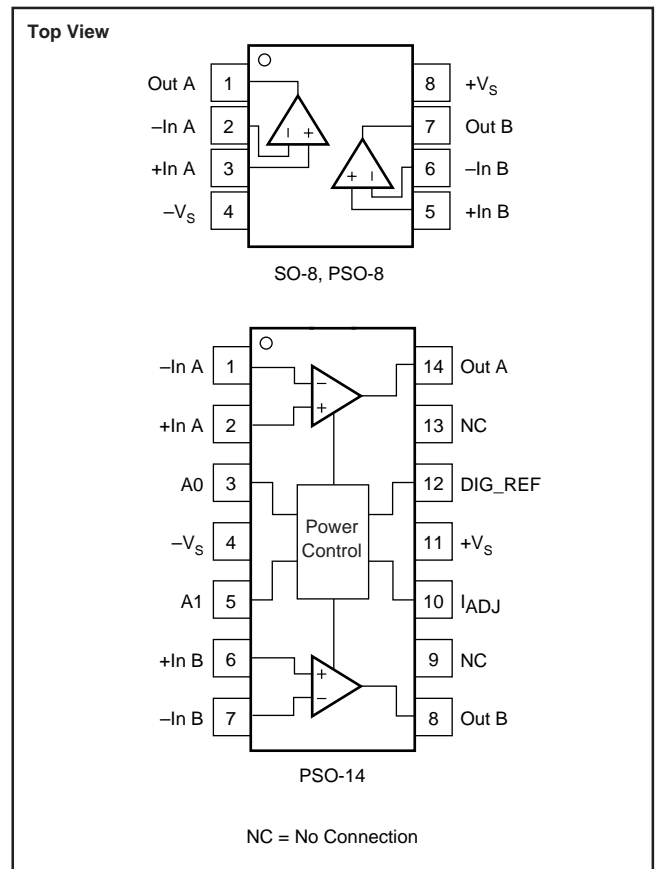 Top View
Out A 1 8 +VS
–In A 2 7 Out B
+In A 3 6 –In B
–VS 4 5 +In B
– +
+ –
SO-8, PSO-8
–In A 1 14 Out A
+In A 2 13 NC
A0 3 12 DIG_REF
–VS 4 11 +VS
A1 5 10 IADJ
+In B 6 9 NC
–In B 7 8 Out B
–
+
Power
Control
+
–
PSO-14
NC = No Connection